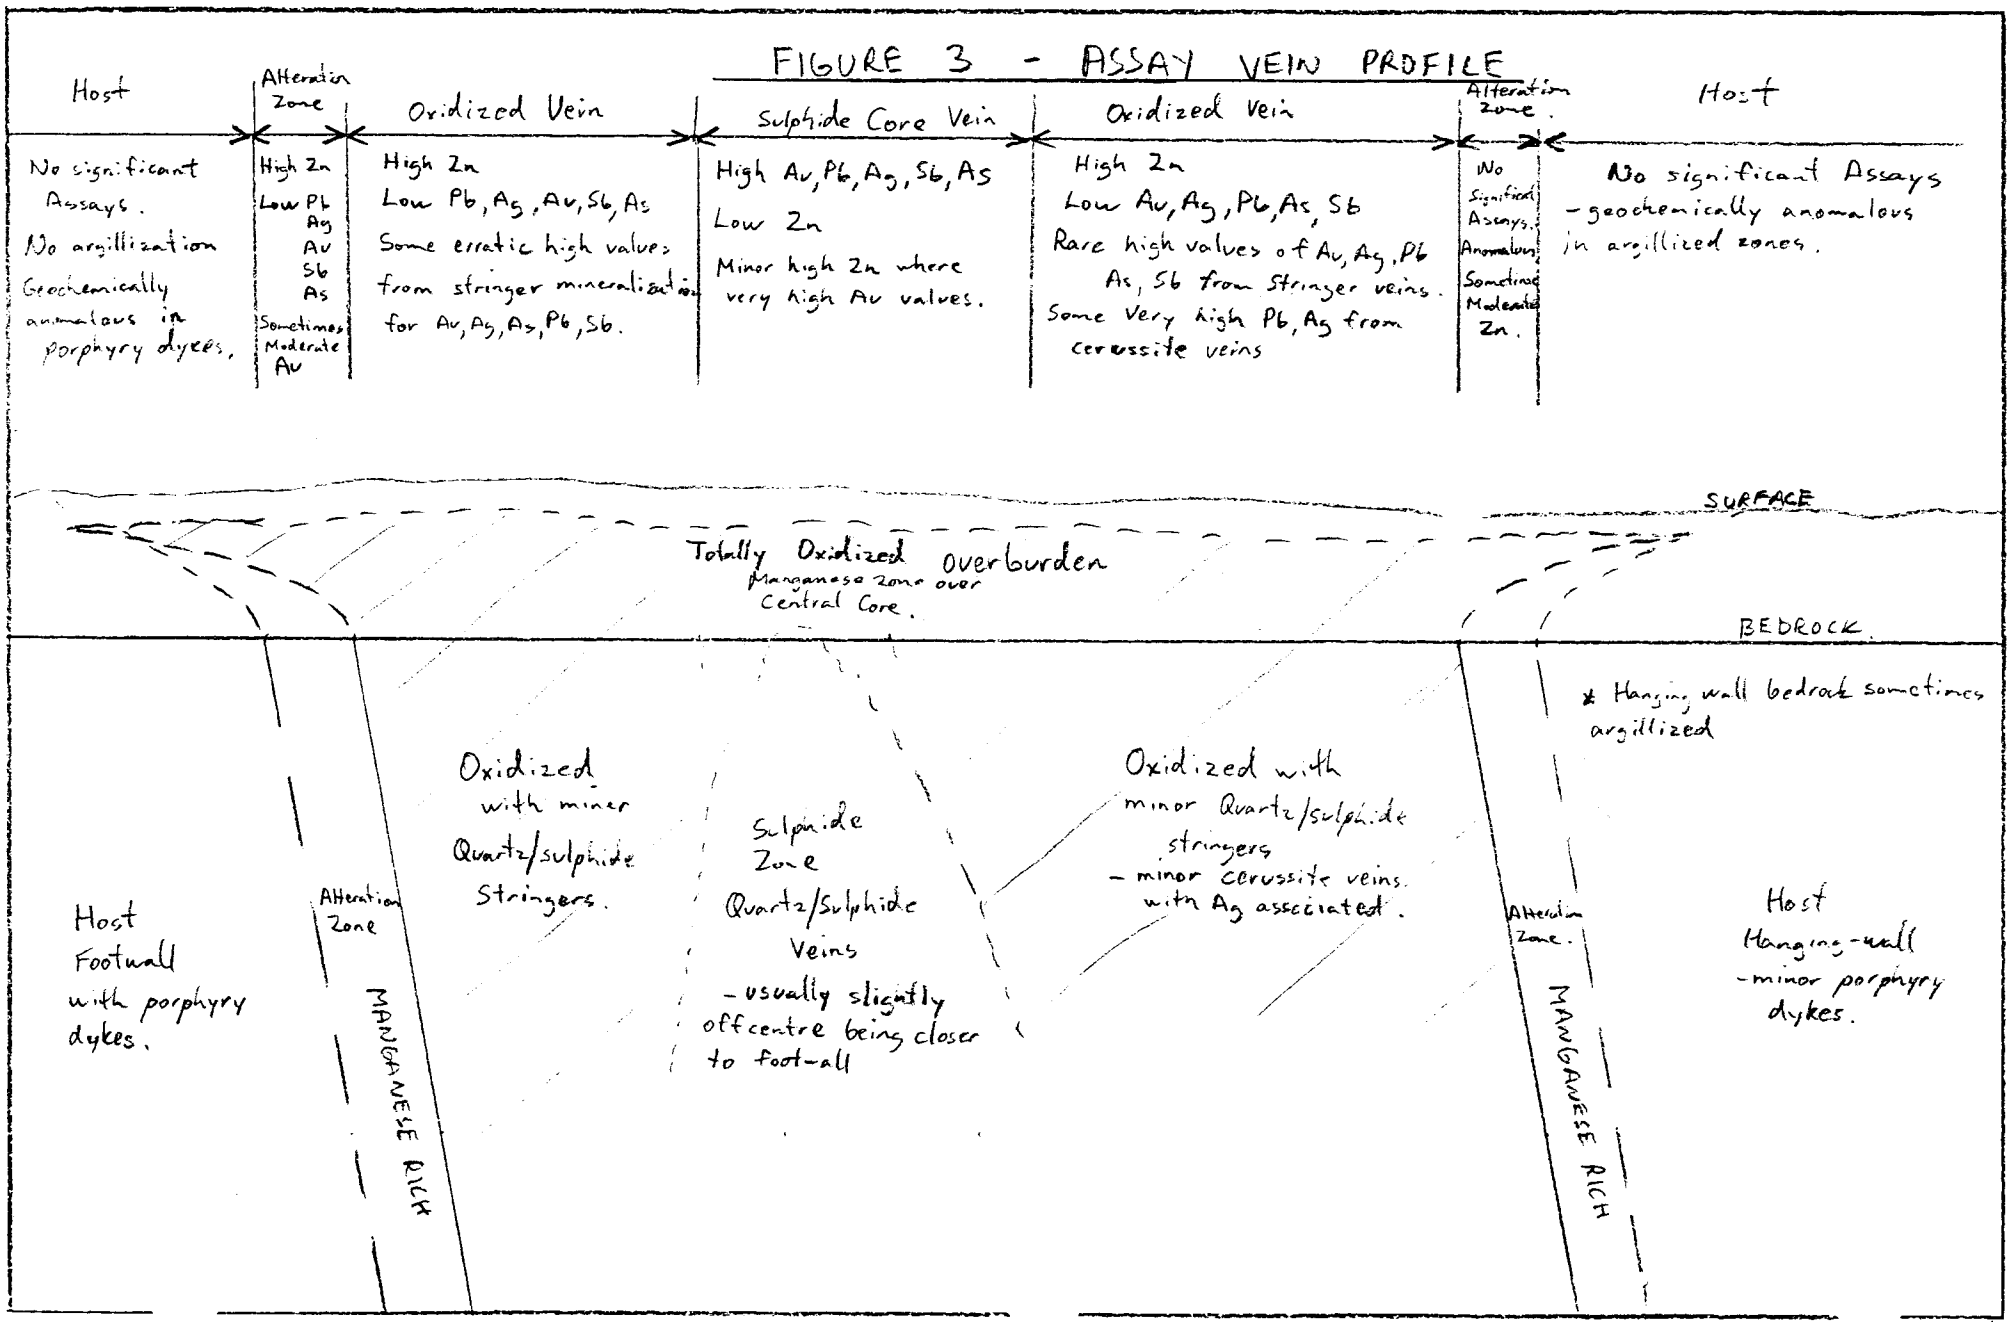 FIGURE 3 - ASSAY VEIN PROFILE
Host
Alteration
Zone
Oxidized Vein
Sulphide Core Vein
Oxidized Vein
Alteration
Zone.
Host
No significant
Assays.
No argillization
Geochemically
anomalous in
porphyry dykes,
High Zn
Low Pb
Ag
Au
Sb
As
Sometimes
Moderate
Au
High Zn
Low Pb, Ag, Au, Sb, As
Some erratic high values
from stringer mineralization
for Au, Ag, As, Pb, Sb.
High Au, Pb, Ag, Sb, As
Low Zn
Minor high Zn where
very high Au values.
High Zn
Low Au, Ag, Pb, As, Sb
Rare high values of Au, Ag, Pb
As, Sb from stringer veins.
Some very high Pb, Ag from
cerussite veins
No
Significant
Assays.
Anomalous
Sometimes
Moderate
Zn.
No significant Assays
- geochemically anomalous
in argillized zones.
SURFACE
Totally Oxidized overburden
Manganese zone over
Central Core.
BEDROCK.
* Hanging wall bedrock sometimes
argillized
Oxidized
with miner
Quartz/sulphide
Stringers.
Sulphide
Zone
Quartz/Sulphide
Veins
- usually slightly
offcentre being closer
to foot-all
Oxidized with
minor Quartz/sulphide
stringers
- minor cerussite veins.
with Ag associated.
Host
Footwall
with porphyry
dykes.
Alteration
Zone
MANGANESE RICH
Alteration
Zone.
MANGANESE RICH
Host
Hanging-wall
- minor porphyry
dykes.